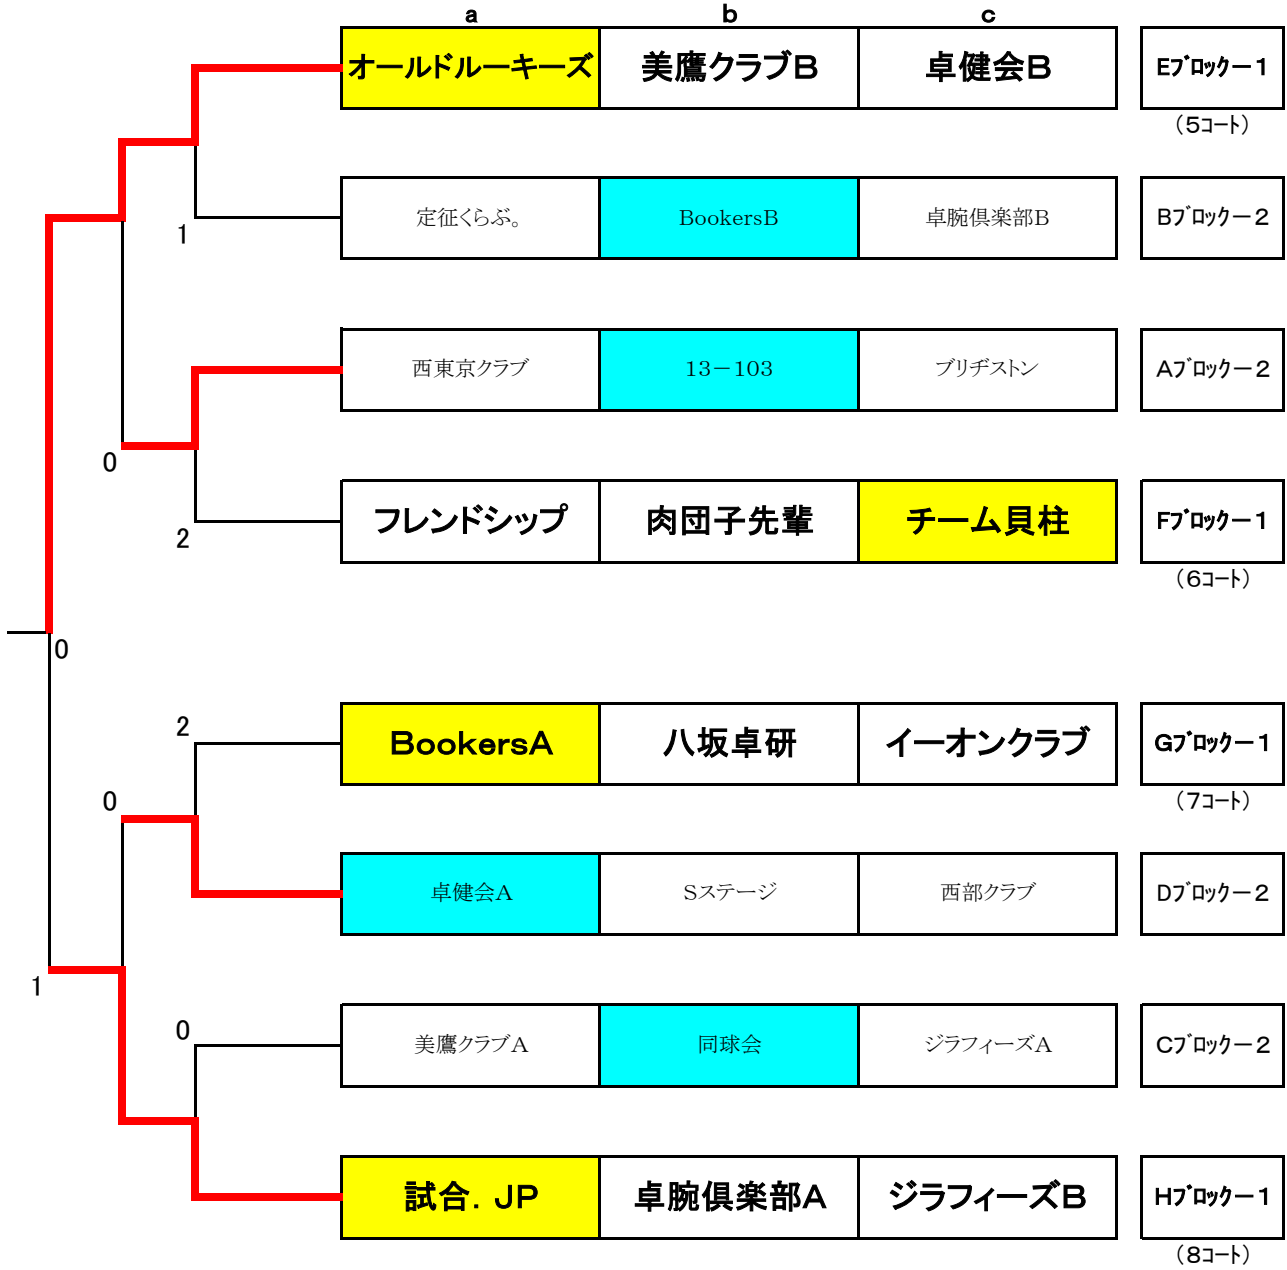 a b c
オールドルーキーズ 美鷹クラブB 卓健会B Eブロックー1
(5コート)
定征くらぶ。 BookersB 卓腕倶楽部B Bブロックー2
1
西東京クラブ 13－103 ブリヂストン Aブロックー2
0
フレンドシップ 肉団子先輩 チーム貝柱 Fブロックー1
2
(6コート)
0
2
BookersA 八坂卓研 イーオンクラブ Gブロックー1
0
(7コート)
卓健会A Sステージ 西部クラブ Dブロックー2
1
0
美鷹クラブA 同球会 ジラフィーズA Cブロックー2
試合．JP 卓腕倶楽部A ジラフィーズB Hブロックー1
(8コート)